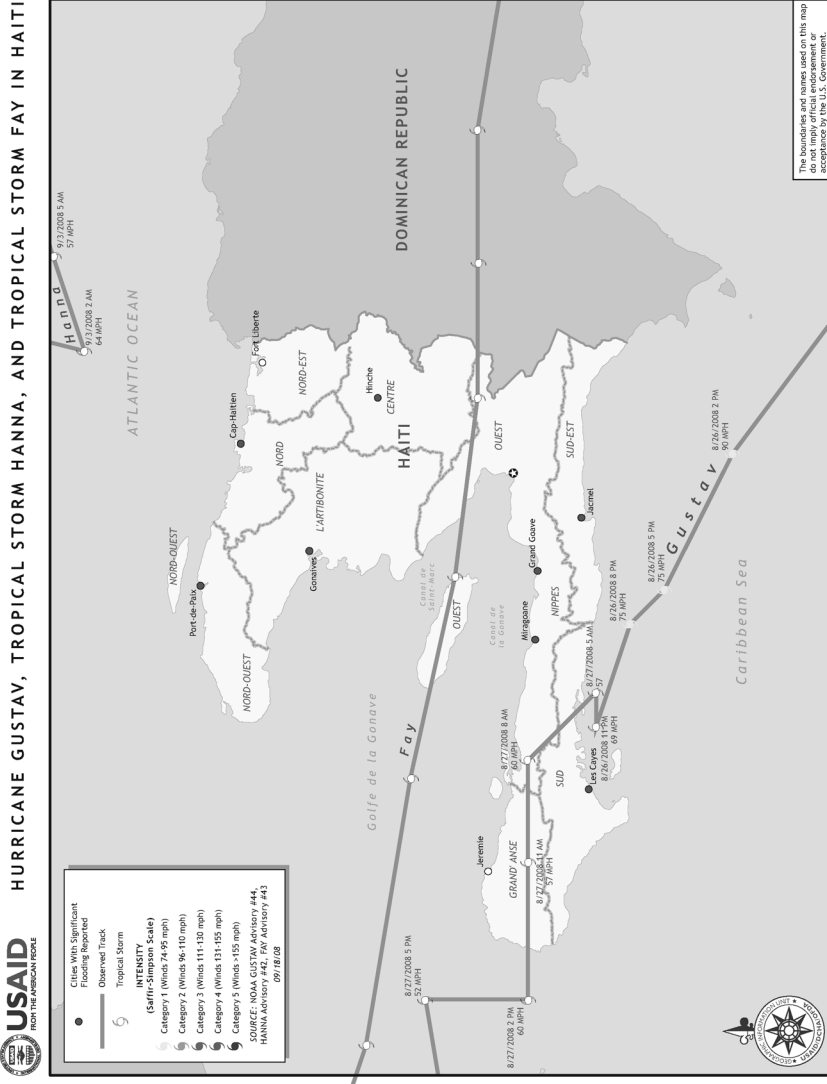 USAID
FROM THE AMERICAN PEOPLE
HURRICANE GUSTAV, TROPICAL STORM HANNA, AND TROPICAL STORM FAY IN HAITI
Cities With Significant
Flooding Reported
Observed Track
Tropical Storm
INTENSITY
(Saffir-Simpson Scale)
Category 1 (Winds 74-95 mph)
Category 2 (Winds 96-110 mph)
Category 3 (Winds 111-130 mph)
Category 4 (Winds 131-155 mph)
Category 5 (Winds >155 mph)
SOURCE: NOAA GUSTAV Advisory #44,
HANNA Advisory #42, FAY Advisory #43
09/18/08
Hanna
9/3/2008 5 AM
57 MPH
9/3/2008 2 AM
64 MPH
ATLANTIC OCEAN
NORD-OUEST
Port-de-Paix
NORD-OUEST
Cap-Haïtien
Fort Liberte
NORD
NORD-EST
L'ARTIBONITE
Gonaives
Hinche
CENTRE
HAITI
DOMINICAN REPUBLIC
Golfe de la Gonave
Fay
Canal de
Saint-Marc
OUEST
Canal de
la Gonave
OUEST
8/27/2008 5 PM
52 MPH
8/27/2008 2 PM
60 MPH
Jeremie
GRAND'ANSE
8/27/2008 11 AM
57 MPH
8/27/2008 8 AM
60 MPH
SUD
Miragoane
Grand Goave
NIPPES
SUD-EST
Jacmel
Les Cayes
8/27/2008 5 AM
57
8/26/2008 11 PM
69 MPH
8/26/2008 8 PM
75 MPH
8/26/2008 5 PM
75 MPH
Gustav
8/26/2008 2 PM
90 MPH
Caribbean Sea
GEOGRAPHIC INFORMATION UNIT
USAID/DCHA/OFDA
The boundaries and names used on this map
do not imply official endorsement or
acceptance by the U.S. Government.